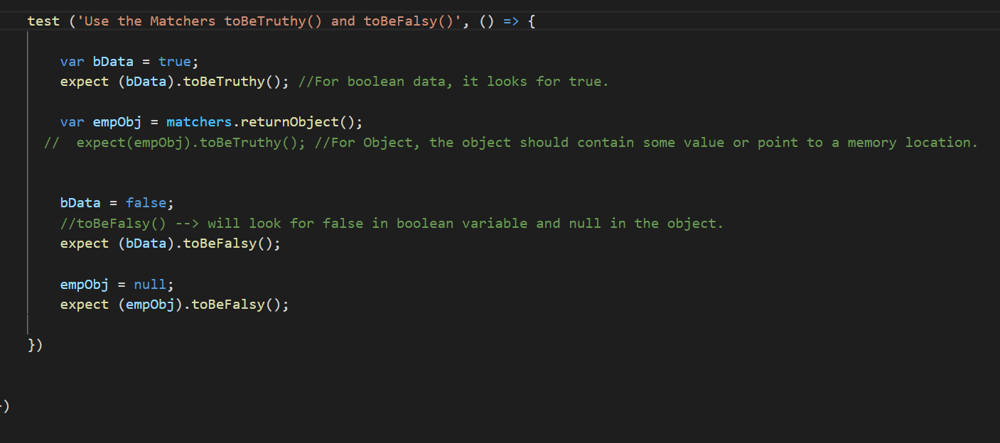 test ('Use the Matchers toBeTruthy() and toBeFalsy()', () => {
var bData = true;
expect (bData).toBeTruthy(); //For boolean data, it looks for true.
var empObj = matchers.returnObject();
//  expect(empObj).toBeTruthy(); //For Object, the object should contain some value or point to a memory location.
bData = false;
//toBeFalsy() --> will look for false in boolean variable and null in the object.
expect (bData).toBeFalsy();
empObj = null;
expect (empObj).toBeFalsy();
})
})